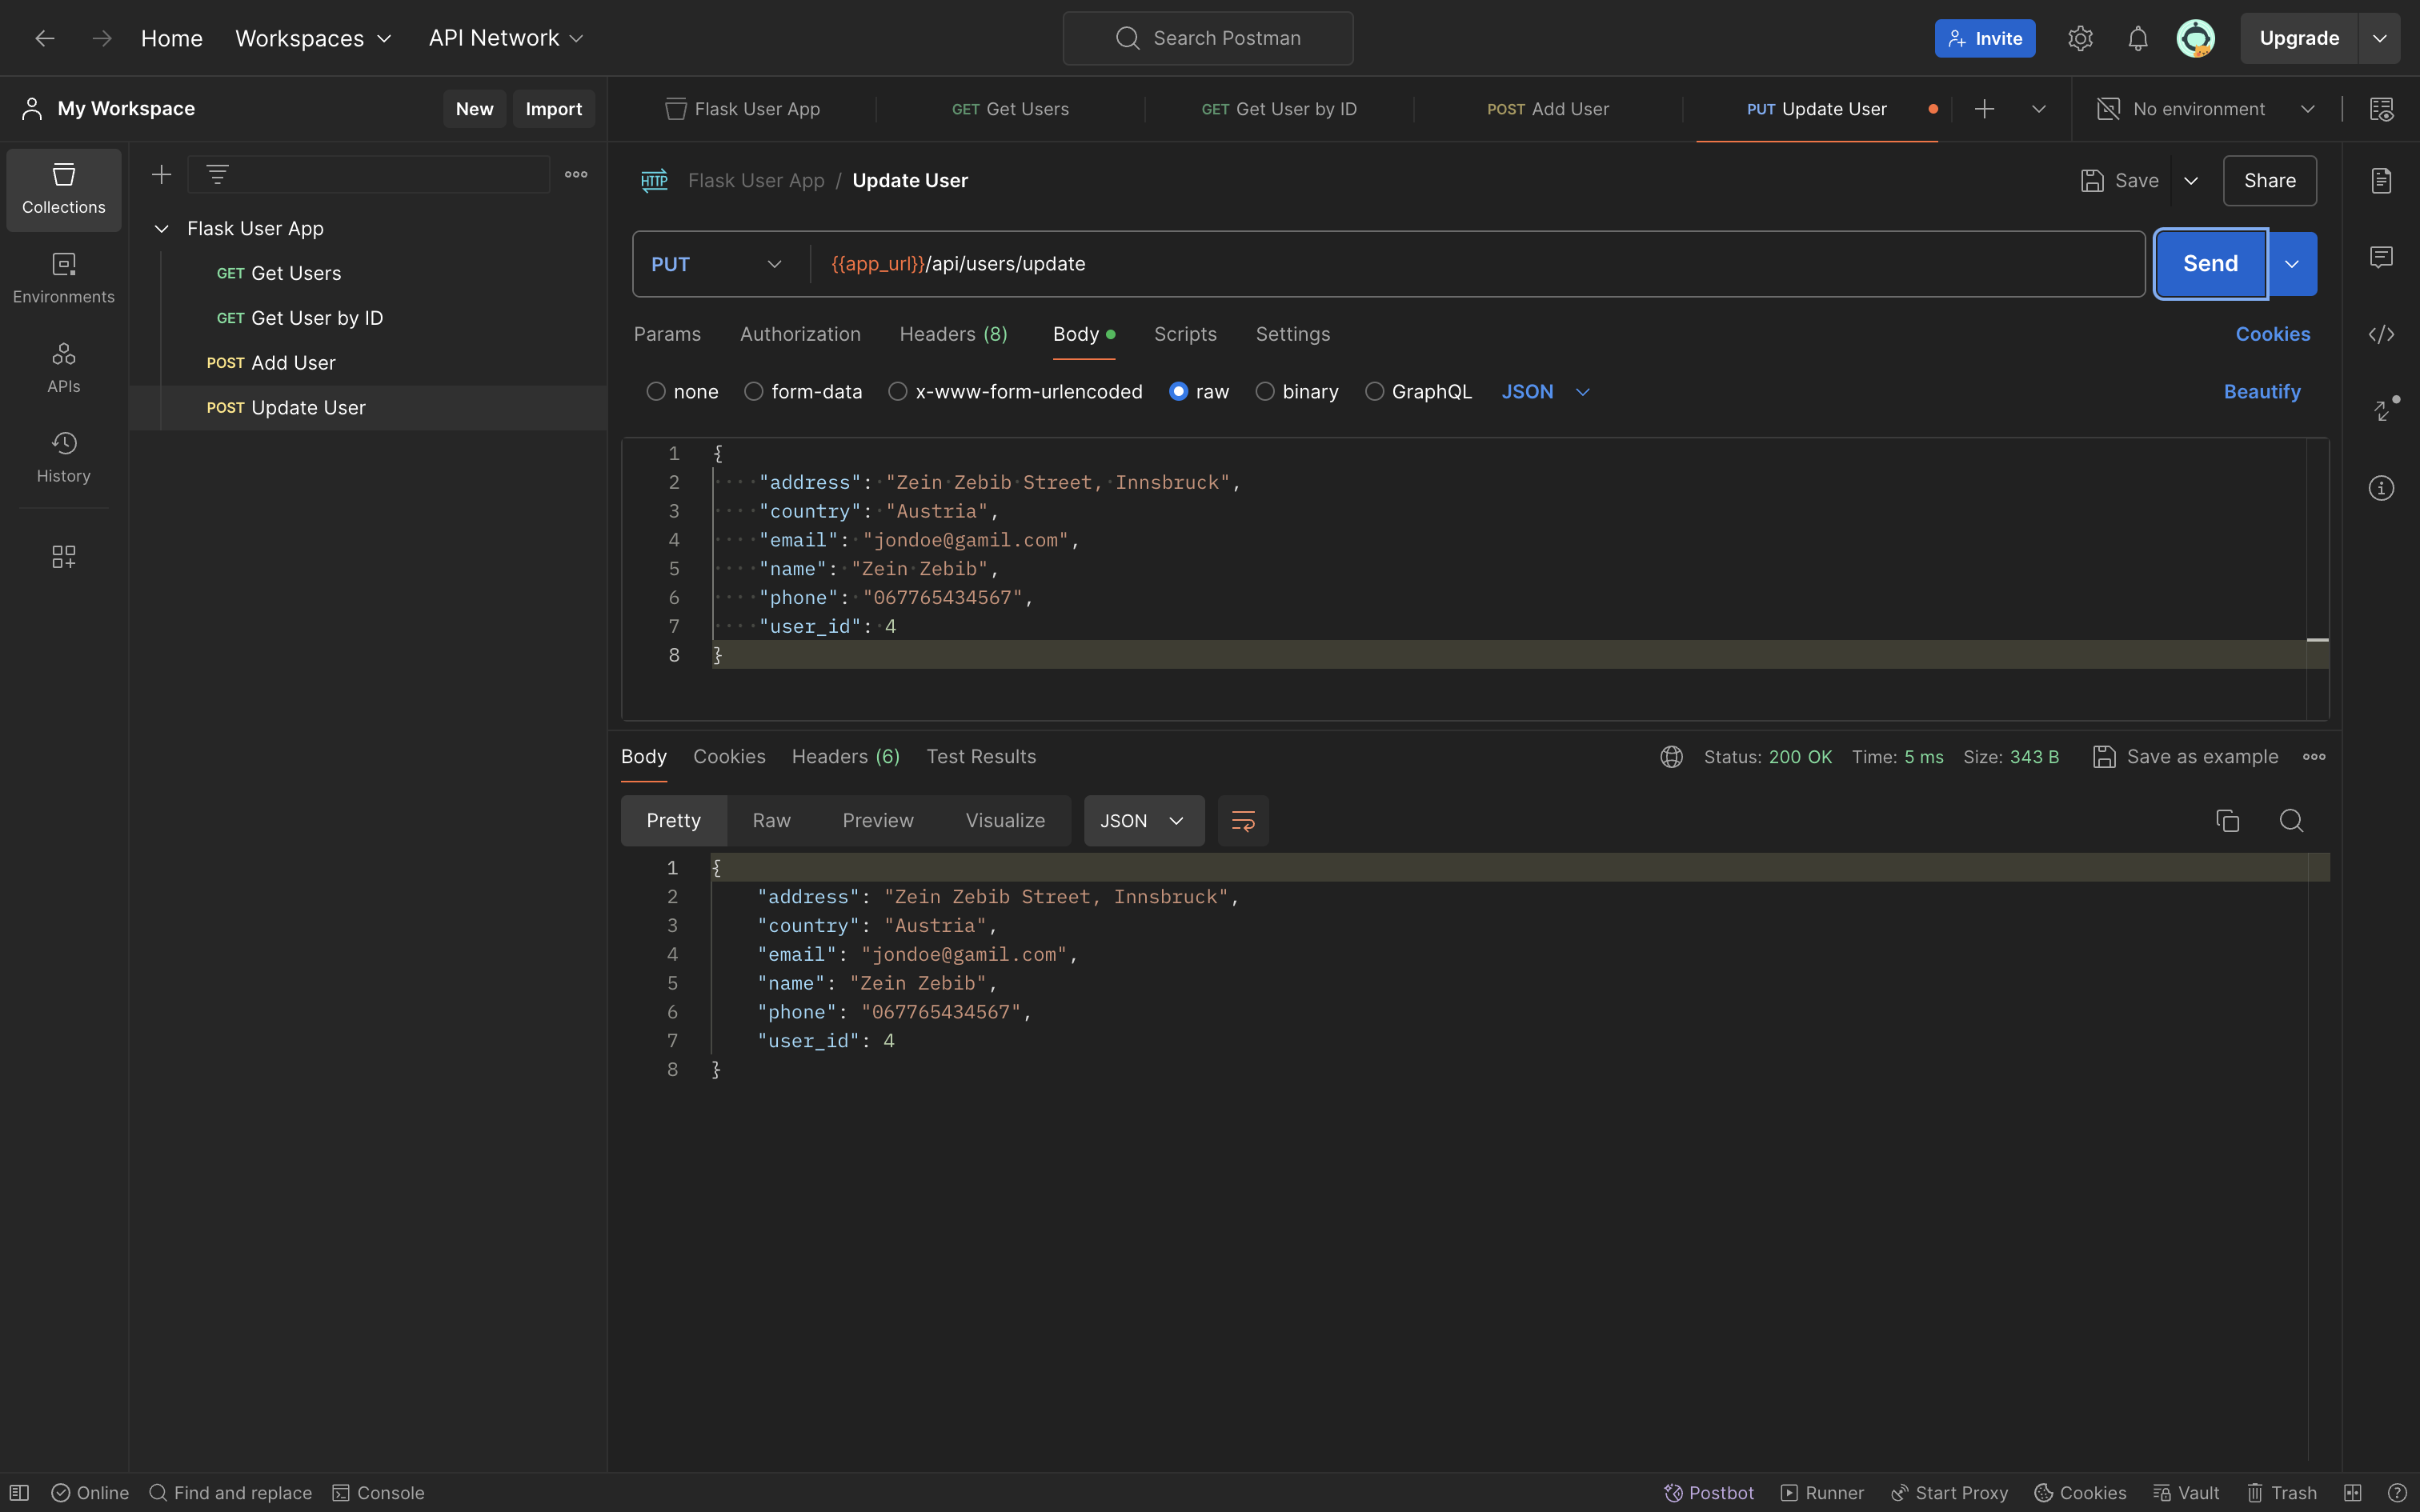 Home Workspaces API Network Search Postman Invite Upgrade
My Workspace New Import
Flask User App GET Get Users GET Get User by ID POST Add User PUT Update User No environment
Collections
Environments
APIs
History
Flask User App
GET Get Users
GET Get User by ID
POST Add User
POST Update User
HTTP Flask User App / Update User Save Share
PUT {{app_url}}/api/users/update Send
Params Authorization Headers (8) Body Scripts Settings Cookies
none form-data x-www-form-urlencoded raw binary GraphQL JSON Beautify
1 {
2 ····"address":·"Zein·Zebib·Street,·Innsbruck",
3 ····"country":·"Austria",
4 ····"email":·"jondoe@gamil.com",
5 ····"name":·"Zein·Zebib",
6 ····"phone":·"067765434567",
7 ····"user_id":·4
8 }
Body Cookies Headers (6) Test Results Status: 200 OK Time: 5 ms Size: 343 B Save as example
Pretty Raw Preview Visualize JSON
1 {
2 "address": "Zein Zebib Street, Innsbruck",
3 "country": "Austria",
4 "email": "jondoe@gamil.com",
5 "name": "Zein Zebib",
6 "phone": "067765434567",
7 "user_id": 4
8 }
Online Find and replace Console Postbot Runner Start Proxy Cookies Vault Trash